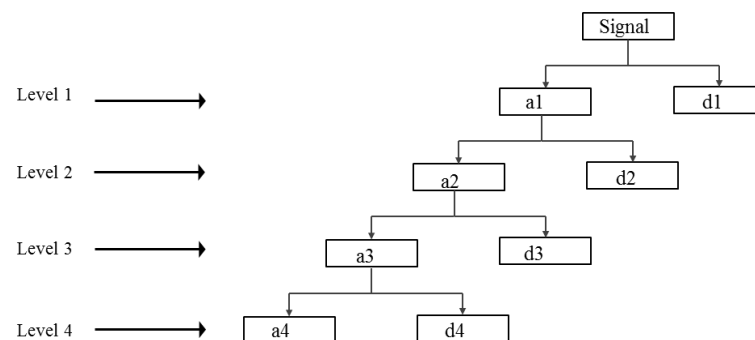 Signal
Level 1
a1
d1
Level 2
a2
d2
Level 3
a3
d3
Level 4
a4
d4